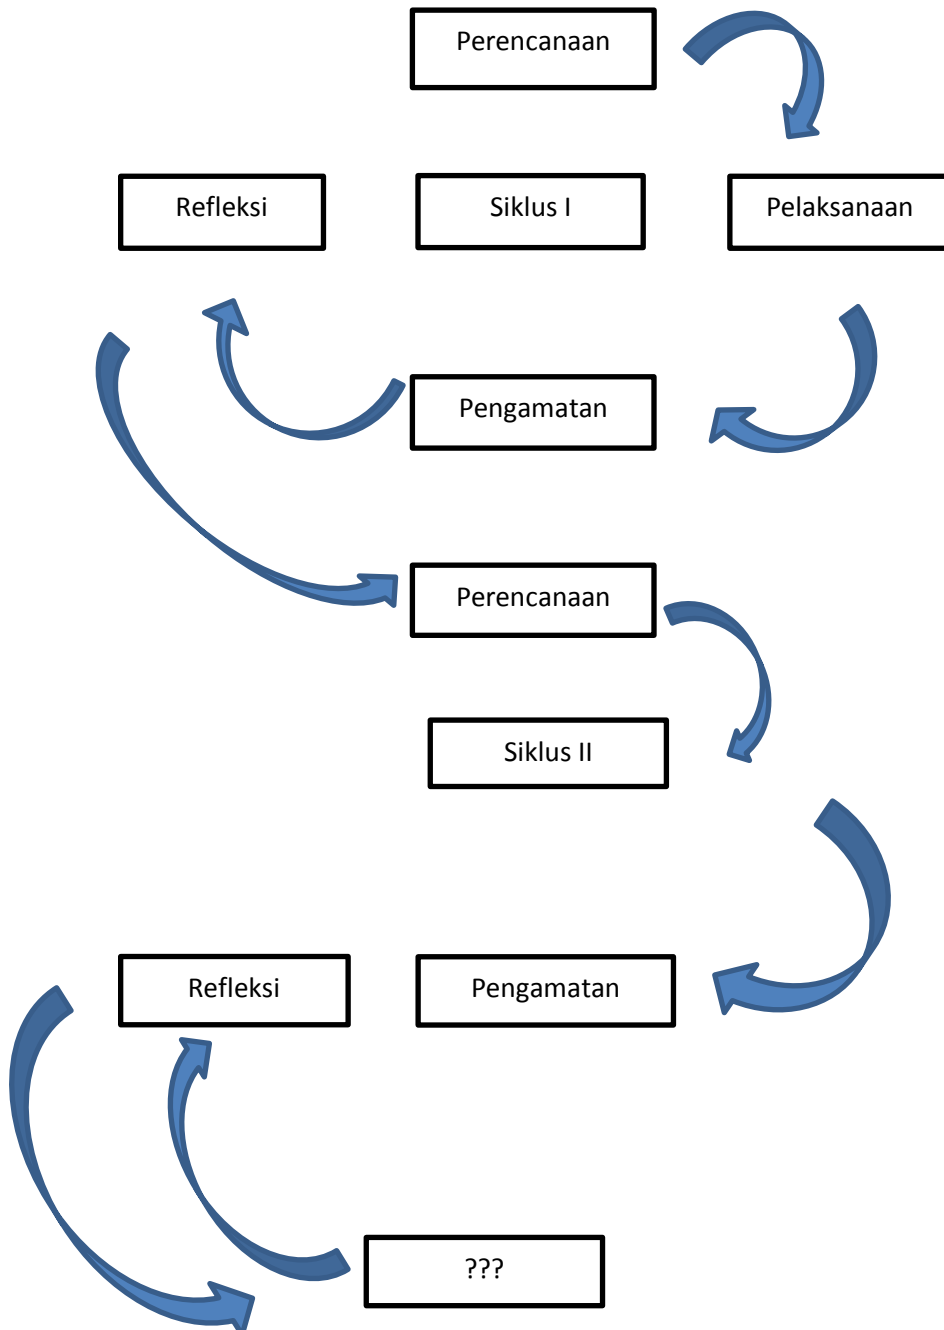 Perencanaan
Refleksi
Siklus I
Pelaksanaan
Pengamatan
Perencanaan
Siklus II
Refleksi
Pengamatan
???